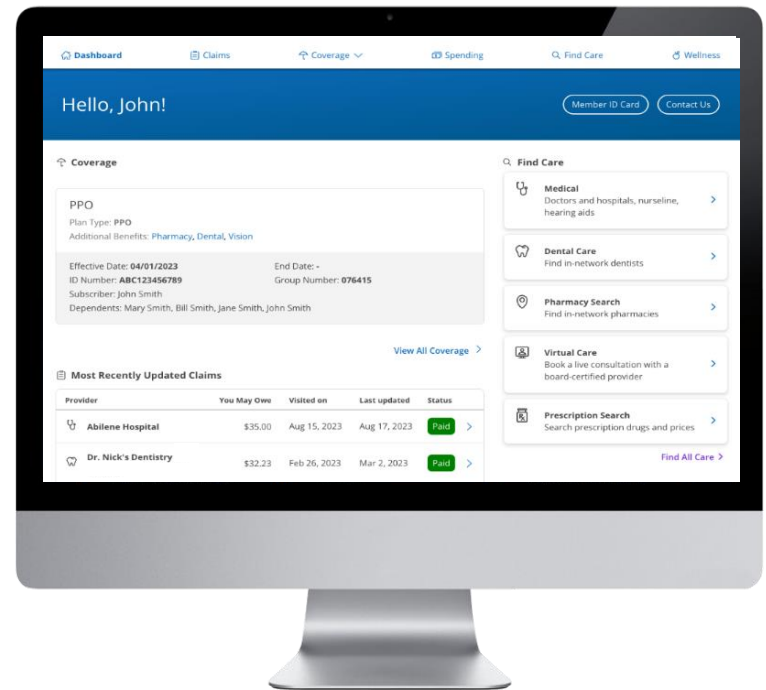 Dashboard
Claims
Coverage
Spending
Find Care
Wellness
Hello, John!
Member ID Card
Contact Us
Coverage
PPO
Plan Type: PPO
Additional Benefits: Pharmacy, Dental, Vision
Effective Date: 04/01/2023
End Date: -
ID Number: ABC123456789
Group Number: 076415
Subscriber: John Smith
Dependents: Mary Smith, Bill Smith, Jane Smith, John Smith
View All Coverage
Most Recently Updated Claims
Provider You May Owe Visited on Last updated Status
Abilene Hospital $35.00 Aug 15, 2023 Aug 17, 2023 Paid
Dr. Nick's Dentistry $32.23 Feb 26, 2023 Mar 2, 2023 Paid
Find Care
Medical
Doctors and hospitals, nurseline,
hearing aids
Dental Care
Find in-network dentists
Pharmacy Search
Find in-network pharmacies
Virtual Care
Book a live consultation with a
board-certified provider
Prescription Search
Search prescription drugs and prices
Find All Care